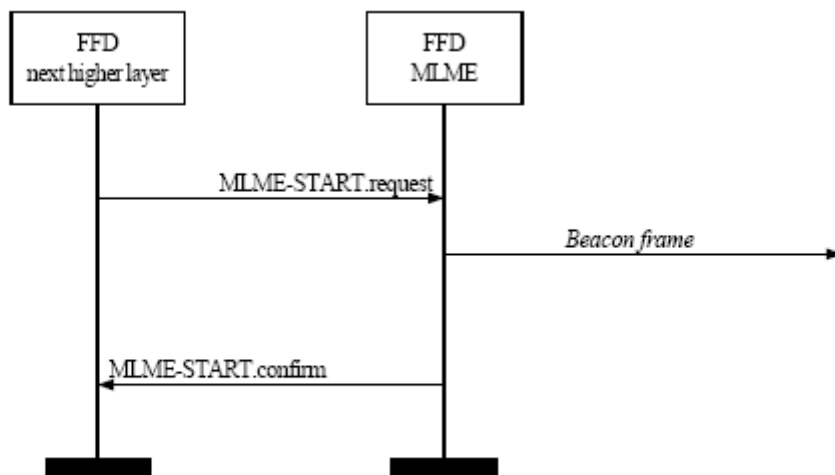 FFD
next higher layer
FFD
MLME
MLME-START.request
Beacon frame
MLME-START.confirm